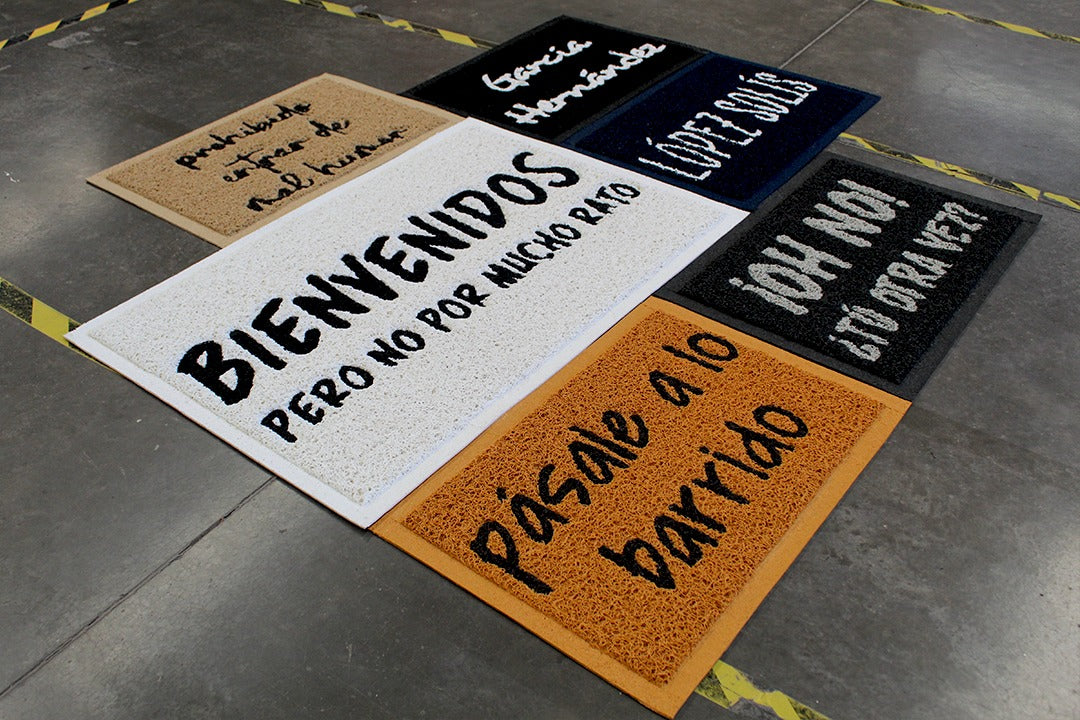 García
Hernández
LÓPEZ SOLÍS
prohibido
entrar de
mal humor
BIENVENIDOS
PERO NO POR MUCHO RATO
¡OH NO!
¿TÚ OTRA VEZ?
Pásale a lo
barrido